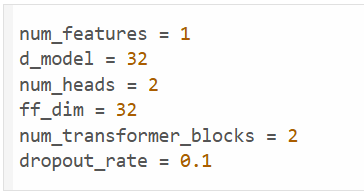 num_features = 1
d_model = 32
num_heads = 2
ff_dim = 32
num_transformer_blocks = 2
dropout_rate = 0.1